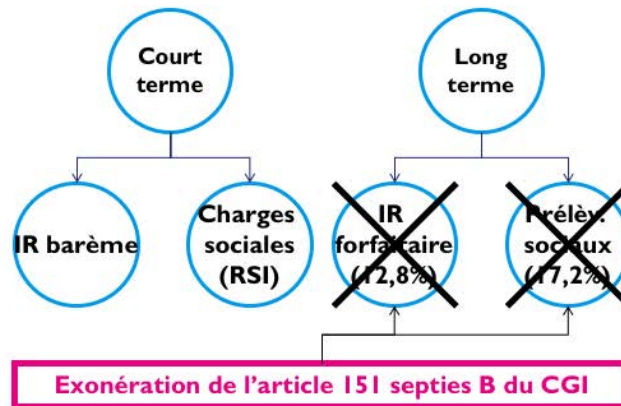 Court
terme
Long
terme
IR barème
Charges
sociales
(RSI)
IR
forfaitaire
(12,8%)
Prélèv.
sociaux
(17,2%)
Exonération de l'article 151 septies B du CGI